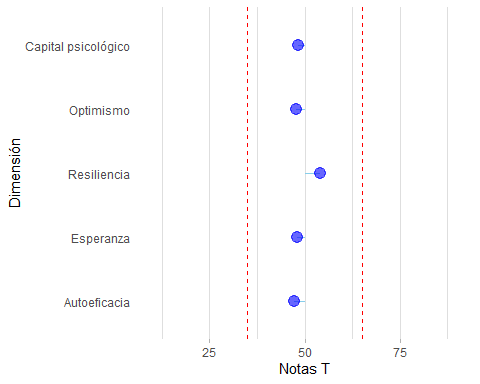 Capital psicológico
Optimismo
Resiliencia
Esperanza
Autoeficacia
Dimensión
25 50 75
Notas T